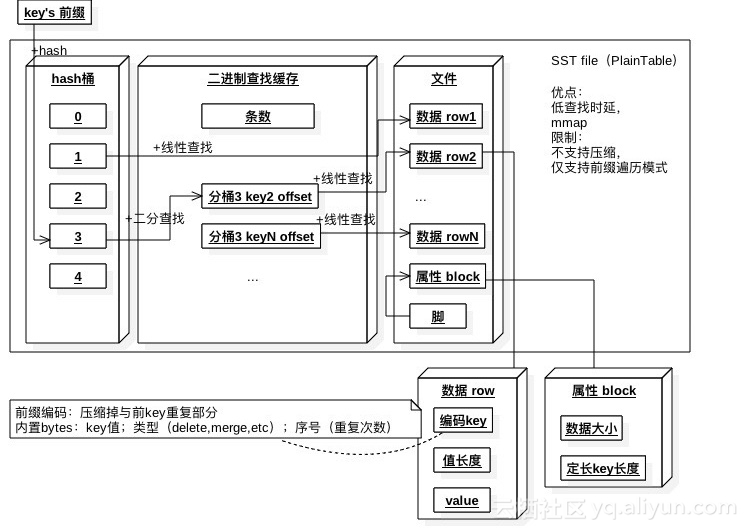 key's 前缀
+hash
hash桶
0
1
2
3
4
二进制查找缓存
条数
分桶3 key2 offset
分桶3 keyN offset
...
+线性查找
+二分查找
+线性查找
+线性查找
文件
数据 row1
数据 row2
...
数据 rowN
属性 block
脚
SST file（PlainTable）
优点：
低查找时延，
mmap
限制：
不支持压缩，
仅支持前缀遍历模式
前缀编码：压缩掉与前key重复部分
内置bytes：key值；类型（delete,merge,etc）；序号（重复次数）
数据 row
编码key
值长度
value
属性 block
数据大小
定长key长度
云栖社区 yq.aliyun.com